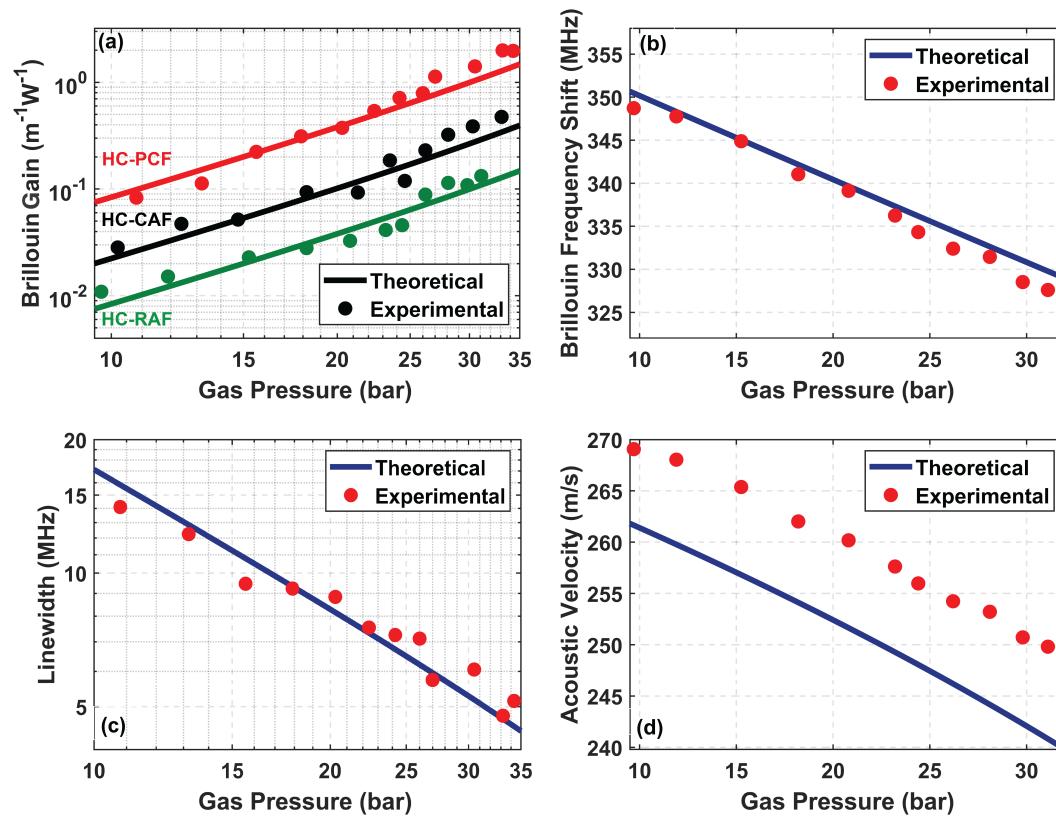 (a)
Brillouin Gain (m⁻¹W⁻¹)
10⁰
10⁻¹
10⁻²
HC-PCF
HC-CAF
HC-RAF
Theoretical
Experimental
10 15 20 25 30 35
Gas Pressure (bar)
(b)
Brillouin Frequency Shift (MHz)
355
350
345
340
335
330
325
Theoretical
Experimental
10 15 20 25 30
Gas Pressure (bar)
(c)
Linewidth (MHz)
20
15
10
5
Theoretical
Experimental
10 15 20 25 30 35
Gas Pressure (bar)
(d)
Acoustic Velocity (m/s)
270
265
260
255
250
245
240
Theoretical
Experimental
10 15 20 25 30
Gas Pressure (bar)